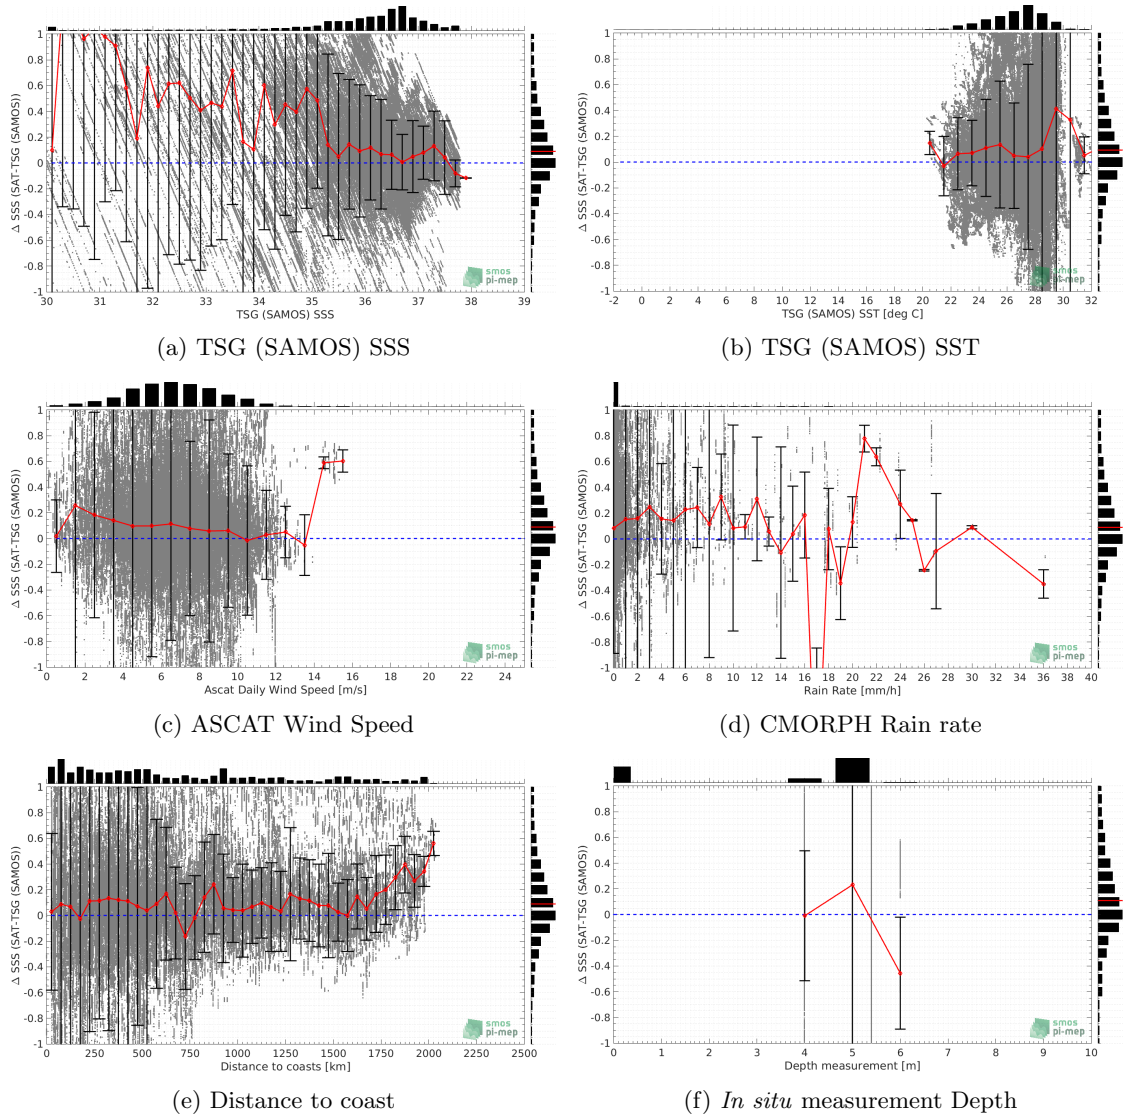 Δ SSS (SAT-TSG (SAMOS))
1
0.8
0.6
0.4
0.2
0
-0.2
-0.4
-0.6
-0.8
-1
30 31 32 33 34 35 36 37 38 39
TSG (SAMOS) SSS
smos
pi-mep
(a) TSG (SAMOS) SSS
Δ SSS (SAT-TSG (SAMOS))
1
0.8
0.6
0.4
0.2
0
-0.2
-0.4
-0.6
-0.8
-1
-2 0 2 4 6 8 10 12 14 16 18 20 22 24 26 28 30 32
TSG (SAMOS) SST [deg C]
smos
pi-mep
(b) TSG (SAMOS) SST
Δ SSS (SAT-TSG (SAMOS))
1
0.8
0.6
0.4
0.2
0
-0.2
-0.4
-0.6
-0.8
-1
0 2 4 6 8 10 12 14 16 18 20 22 24
Ascat Daily Wind Speed [m/s]
smos
pi-mep
(c) ASCAT Wind Speed
Δ SSS (SAT-TSG (SAMOS))
1
0.8
0.6
0.4
0.2
0
-0.2
-0.4
-0.6
-0.8
-1
0 2 4 6 8 10 12 14 16 18 20 22 24 26 28 30 32 34 36 38 40
Rain Rate [mm/h]
smos
pi-mep
(d) CMORPH Rain rate
Δ SSS (SAT-TSG (SAMOS))
1
0.8
0.6
0.4
0.2
0
-0.2
-0.4
-0.6
-0.8
-1
0 250 500 750 1000 1250 1500 1750 2000 2250 2500
Distance to coasts [km]
smos
pi-mep
(e) Distance to coast
Δ SSS (SAT-TSG (SAMOS))
1
0.8
0.6
0.4
0.2
0
-0.2
-0.4
-0.6
-0.8
-1
0 1 2 3 4 5 6 7 8 9 10
Depth measurement [m]
smos
pi-mep
(f) In situ measurement Depth